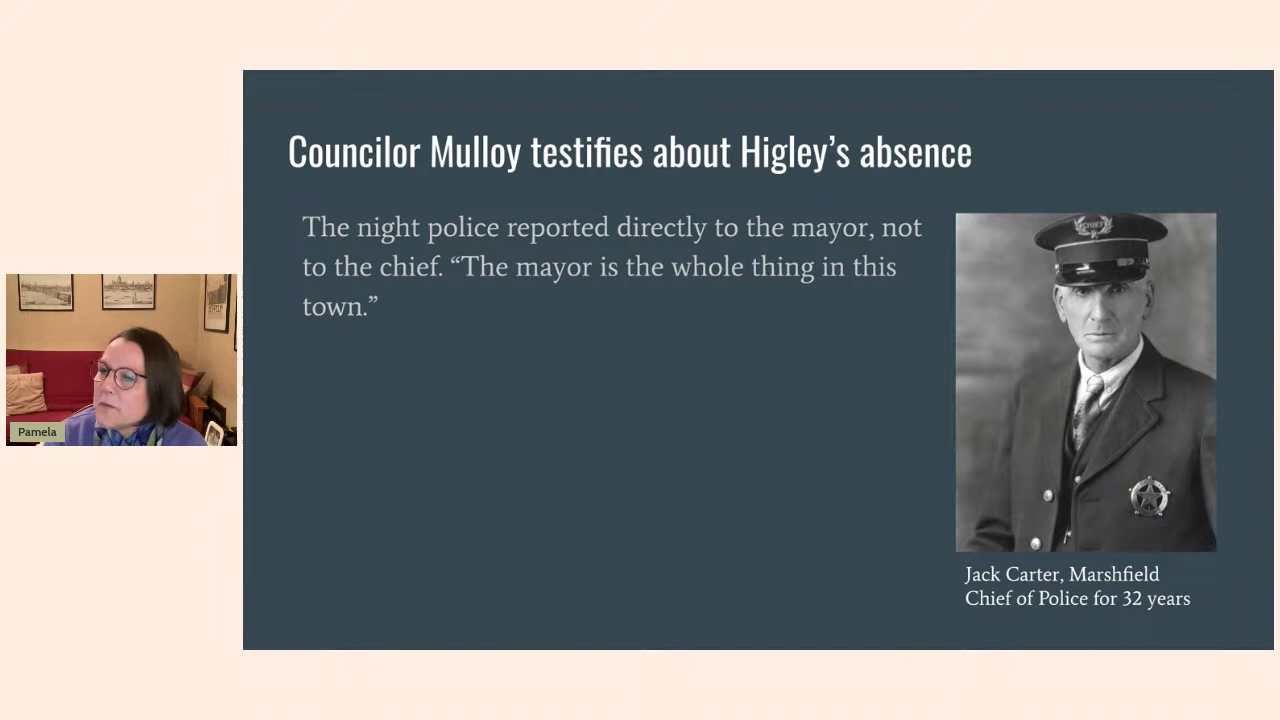 Councilor Mulloy testifies about Higley’s absence
The night police reported directly to the mayor, not
to the chief. “The mayor is the whole thing in this
town.”
CHIEF
Pamela
Jack Carter, Marshfield
Chief of Police for 32 years